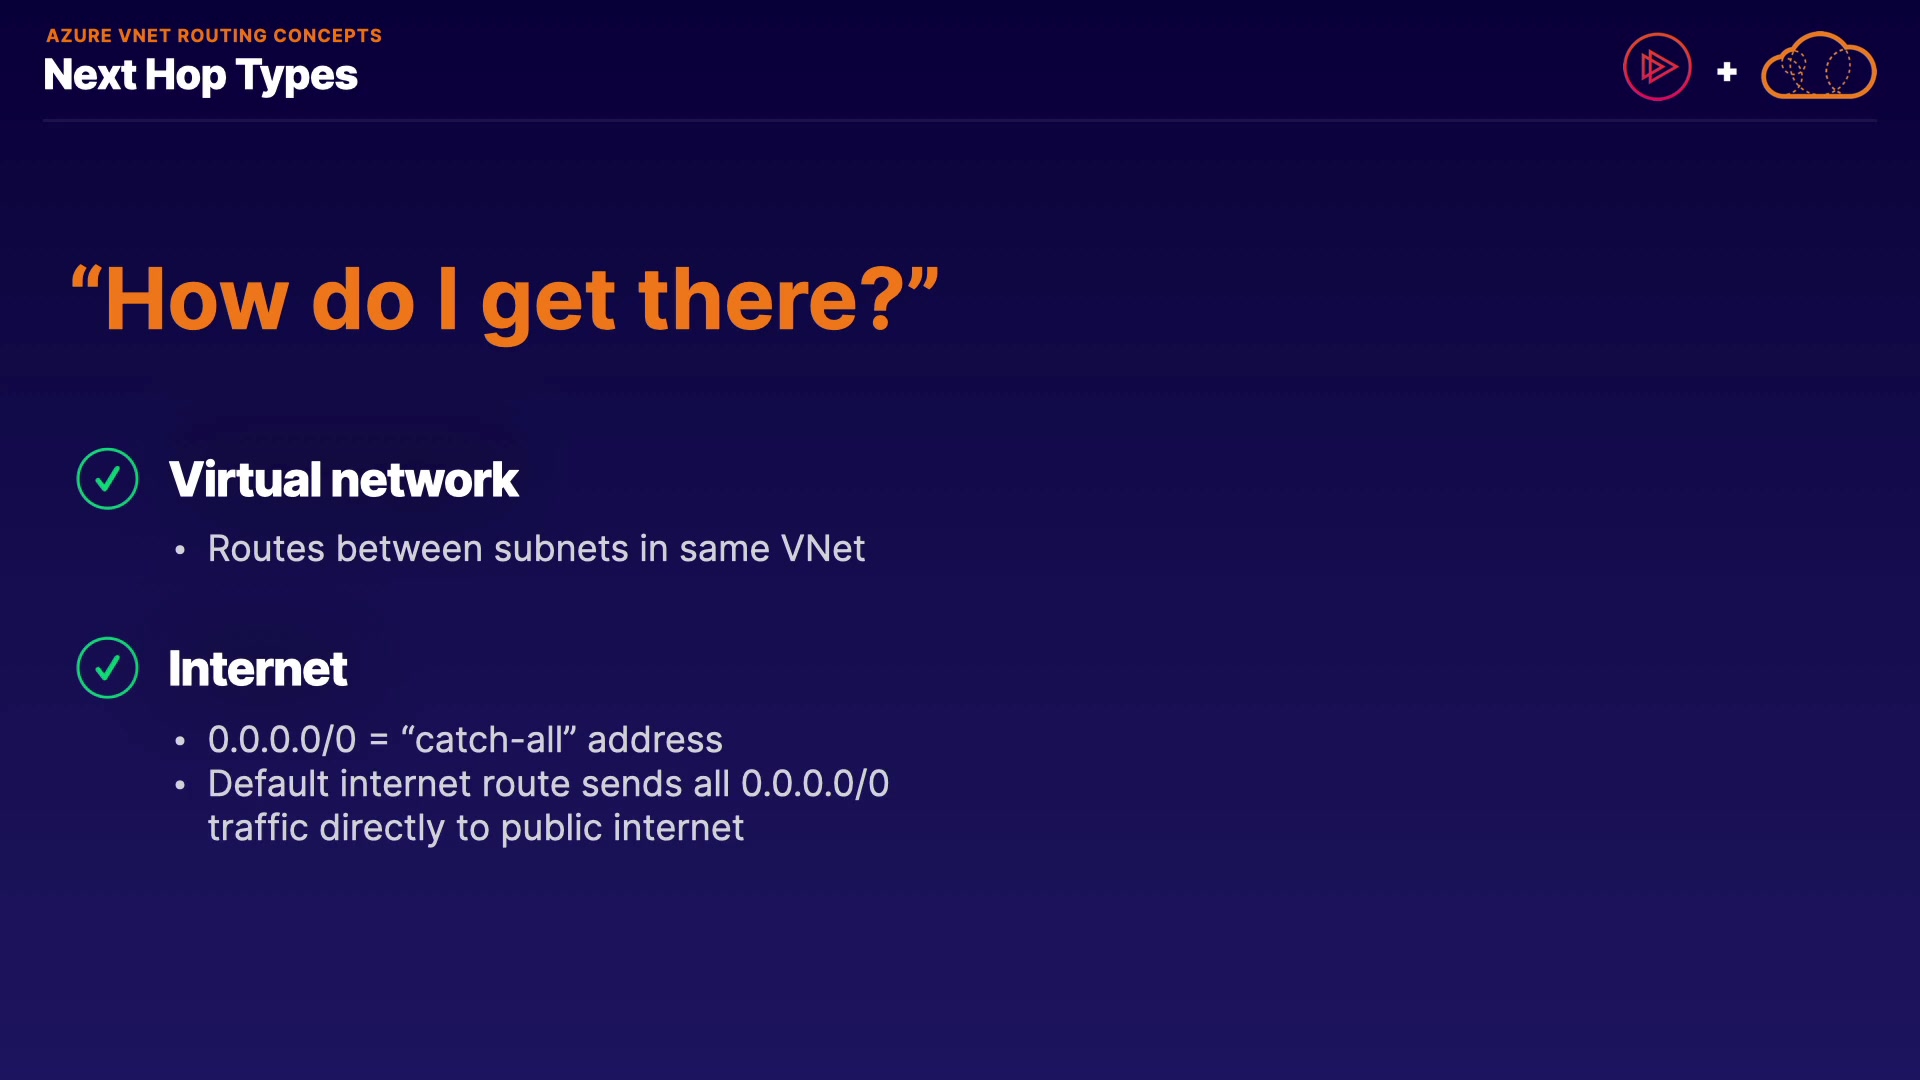 AZURE VNET ROUTING CONCEPTS
Next Hop Types
+
“How do I get there?”
Virtual network
• Routes between subnets in same VNet
Internet
• 0.0.0.0/0 = “catch-all” address
• Default internet route sends all 0.0.0.0/0
traffic directly to public internet